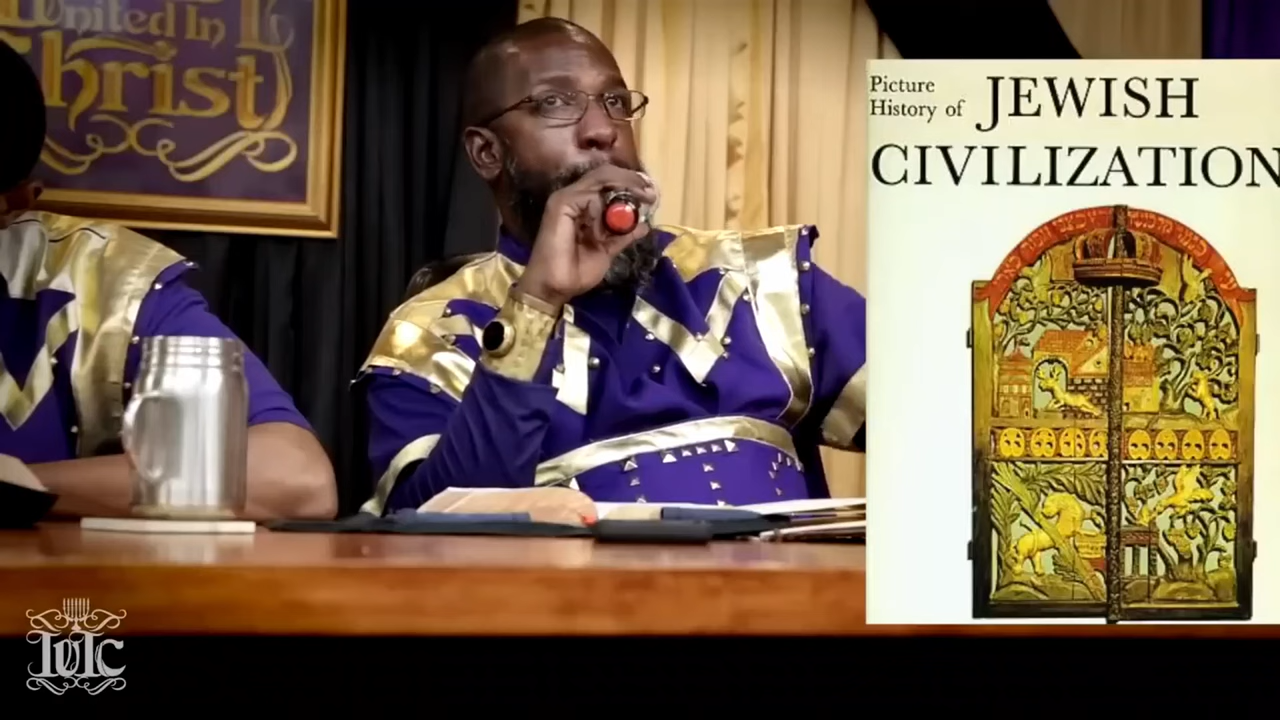 United In
Christ
Picture
History of JEWISH
CIVILIZATION
IUIC